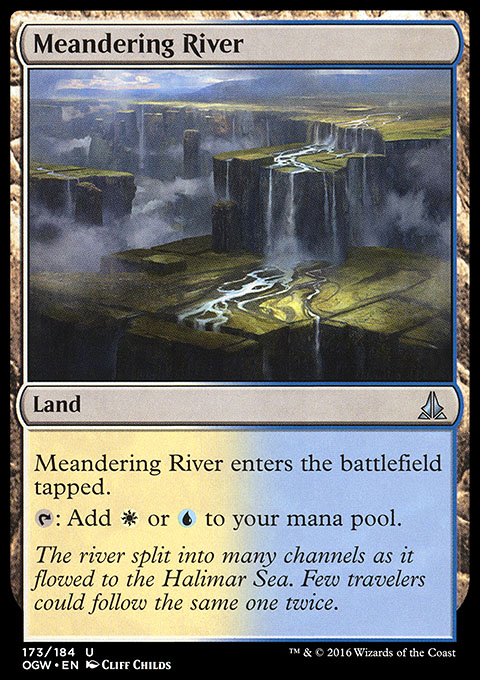 Meandering River
Land
Meandering River enters the battlefield
tapped.
: Add or to your mana pool.
The river split into many channels as it
flowed to the Halimar Sea. Few travelers
could follow the same one twice.
173/184 U
OGW • EN Cliff Childs
™ & © 2016 Wizards of the Coast